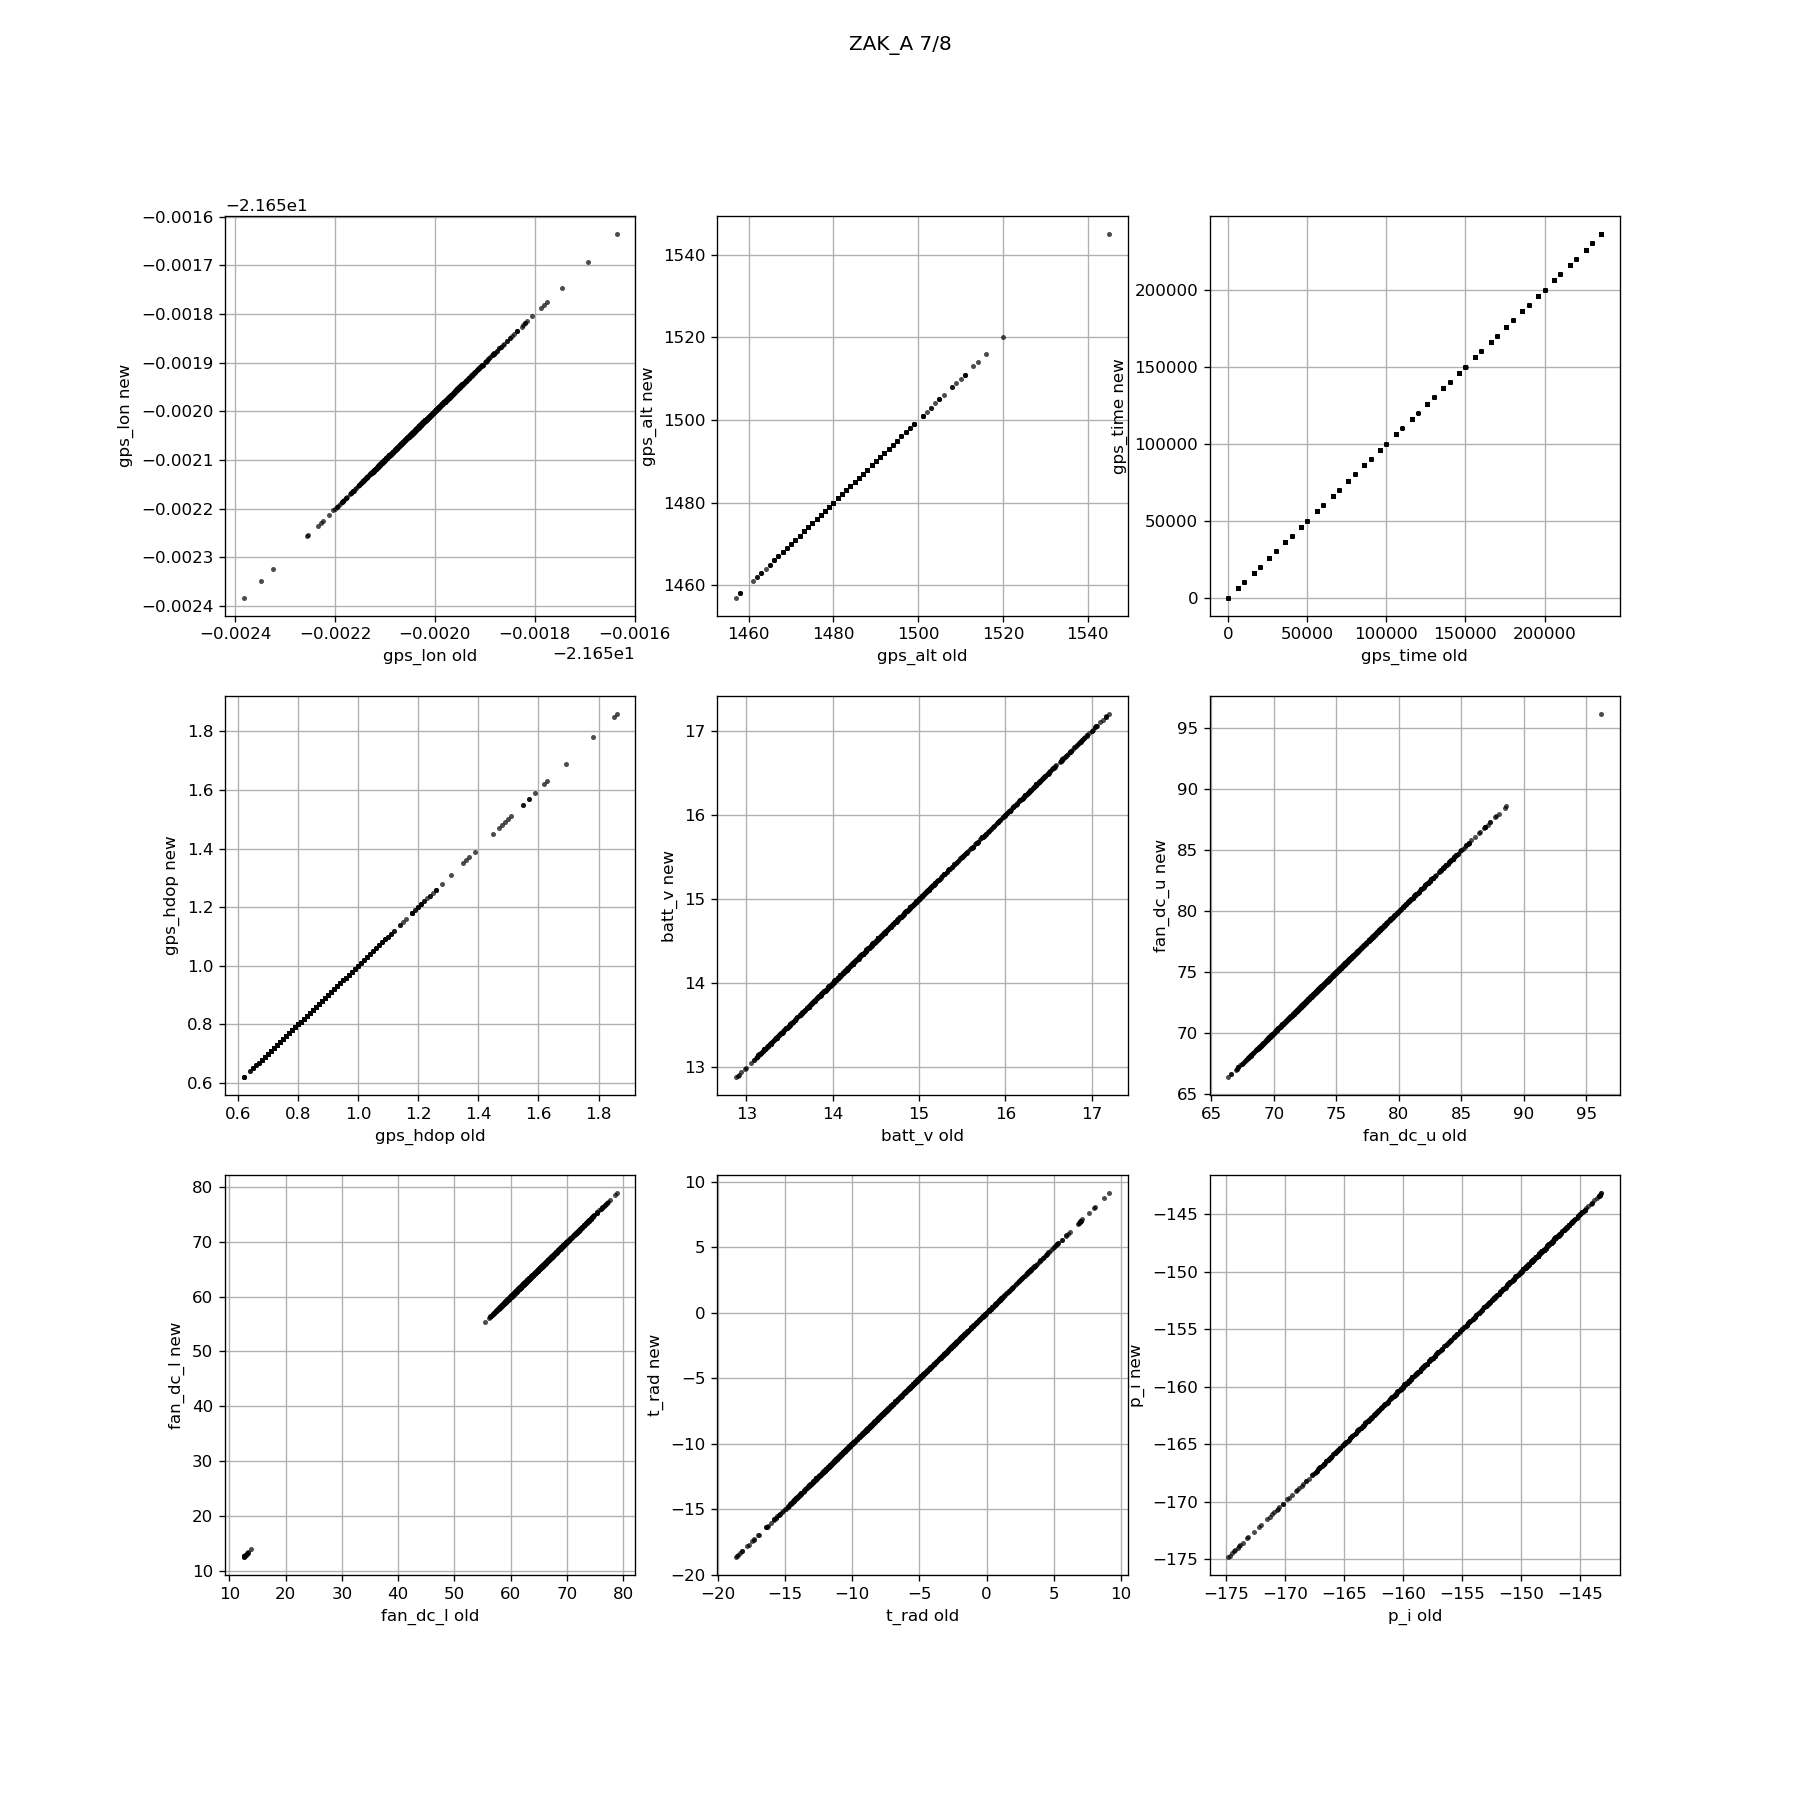 ZAK_A 7/8
−2.165e1
−0.0016
−0.0017
−0.0018
−0.0019
−0.0020
−0.0021
−0.0022
−0.0023
−0.0024
gps_lon new
−0.0024 −0.0022 −0.0020 −0.0018 −0.0016
gps_lon old
−2.165e1
1540
1520
1500
1480
1460
gps_alt new
1460 1480 1500 1520 1540
gps_alt old
200000
150000
100000
50000
0
gps_time new
0 50000 100000 150000 200000
gps_time old
1.8
1.6
1.4
1.2
1.0
0.8
0.6
gps_hdop new
0.6 0.8 1.0 1.2 1.4 1.6 1.8
gps_hdop old
17
16
15
14
13
batt_v new
13 14 15 16 17
batt_v old
95
90
85
80
75
70
65
fan_dc_u new
65 70 75 80 85 90 95
fan_dc_u old
80
70
60
50
40
30
20
10
fan_dc_l new
10 20 30 40 50 60 70 80
fan_dc_l old
10
5
0
−5
−10
−15
−20
t_rad new
−20 −15 −10 −5 0 5 10
t_rad old
−145
−150
−155
−160
−165
−170
−175
p_i new
−175 −170 −165 −160 −155 −150 −145
p_i old